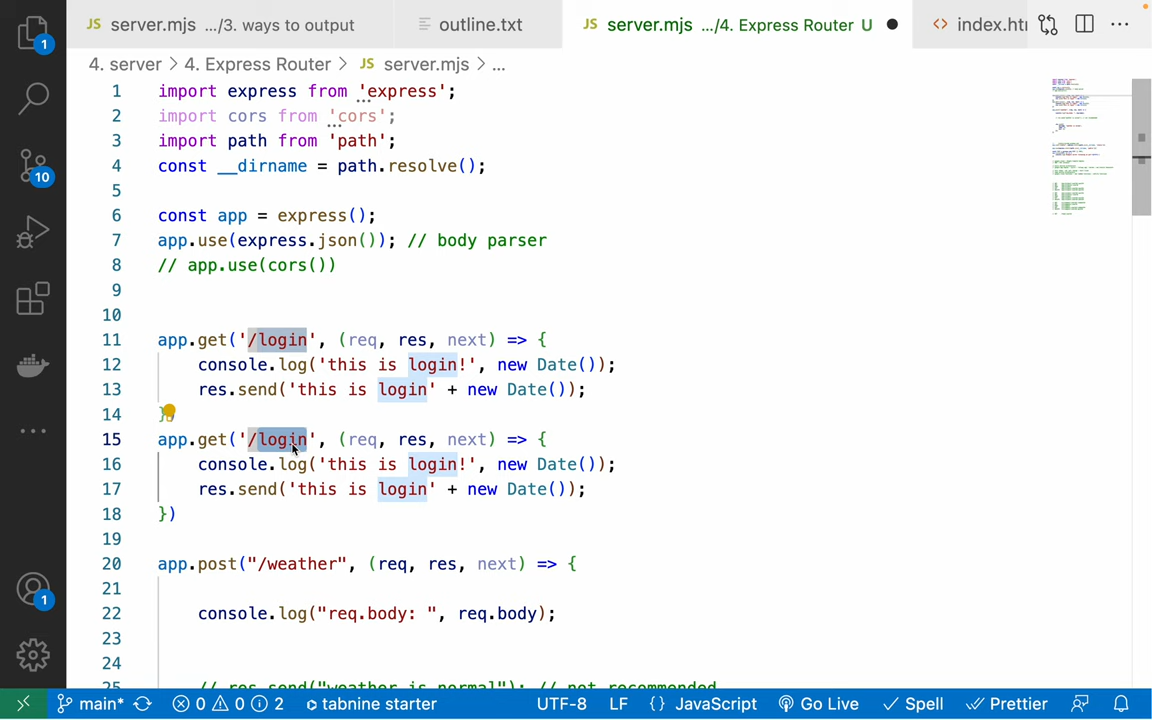 JS server.mjs .../3. ways to output
outline.txt
JS server.mjs .../4. Express Router U
<> index.htm
4. server > 4. Express Router > JS server.mjs > ...
1 import express from 'express';
2 import cors from 'cors';
3 import path from 'path';
4 const __dirname = path.resolve();
5
6 const app = express();
7 app.use(express.json()); // body parser
8 // app.use(cors())
9
10
11 app.get('/login', (req, res, next) => {
12 console.log('this is login!', new Date());
13 res.send('this is login' + new Date());
14 }
15 app.get('/login', (req, res, next) => {
16 console.log('this is login!', new Date());
17 res.send('this is login' + new Date());
18 })
19
20 app.post("/weather", (req, res, next) => {
21
22 console.log("req.body: ", req.body);
23
24
25 // res.send("weather is normal"); // not recommended
1
10
1
main* 0 0 2 tabnine starter UTF-8 LF {} JavaScript Go Live Spell Prettier